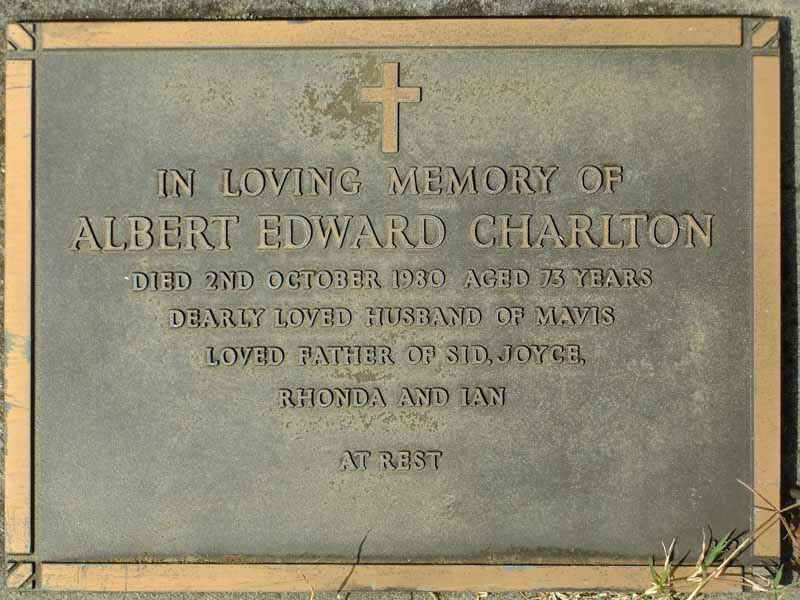 IN LOVING MEMORY OF
ALBERT EDWARD CHARLTON
DIED 2ND OCTOBER 1980 AGED 73 YEARS
DEARLY LOVED HUSBAND OF MAVIS
LOVED FATHER OF SID, JOYCE,
RHONDA AND IAN
AT REST